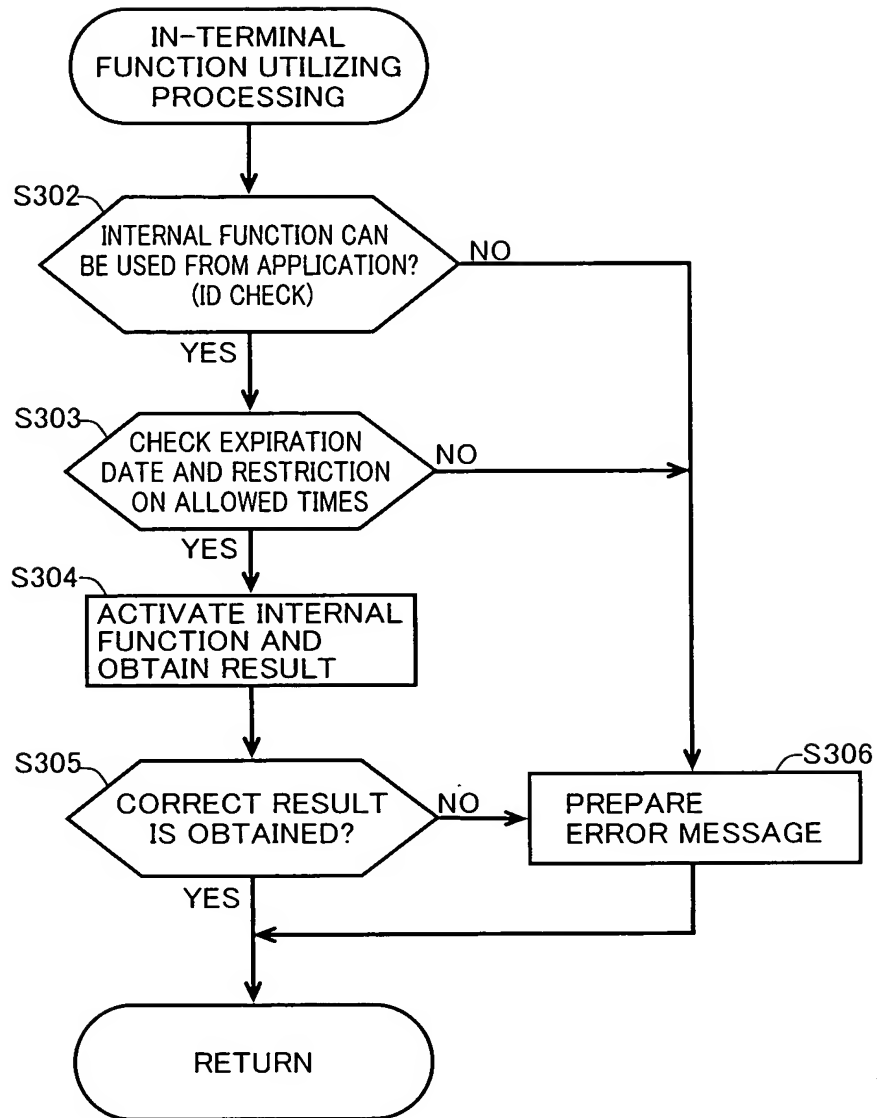 IN-TERMINAL
FUNCTION UTILIZING
PROCESSING
S302
INTERNAL FUNCTION CAN
BE USED FROM APPLICATION?
(ID CHECK)
NO
YES
S303
CHECK EXPIRATION
DATE AND RESTRICTION
ON ALLOWED TIMES
NO
YES
S304
ACTIVATE INTERNAL
FUNCTION AND
OBTAIN RESULT
S305
CORRECT RESULT
IS OBTAINED?
NO
YES
S306
PREPARE
ERROR MESSAGE
RETURN